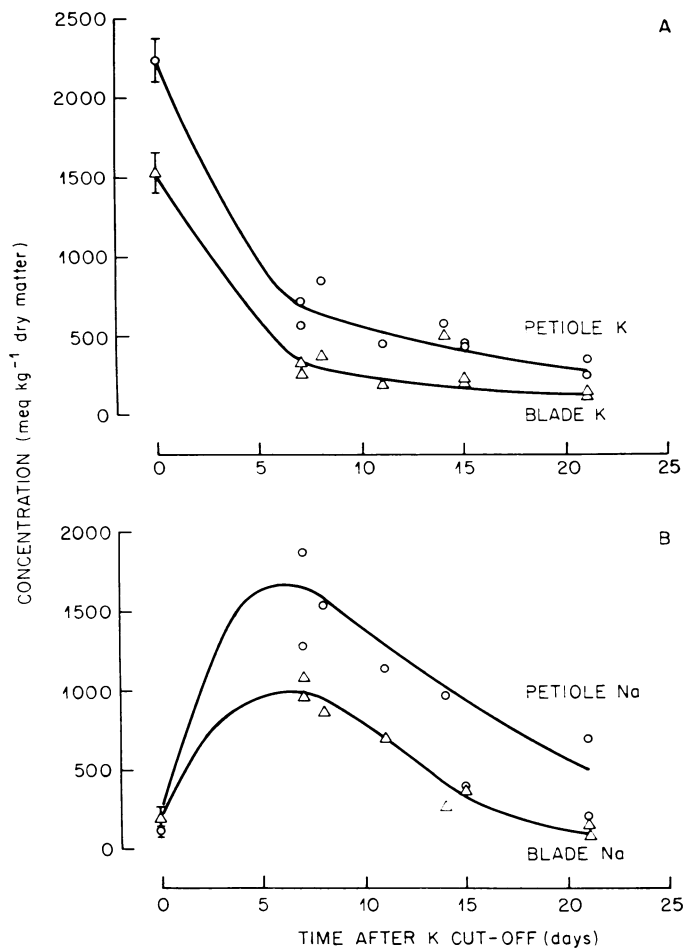 A
2500
2000
1500
1000
500
0
PETIOLE K
BLADE K
0 5 10 15 20 25
CONCENTRATION (meq kg⁻¹ dry matter)
B
2000
1500
1000
500
0
PETIOLE Na
BLADE Na
0 5 10 15 20 25
TIME AFTER K CUT-OFF (days)